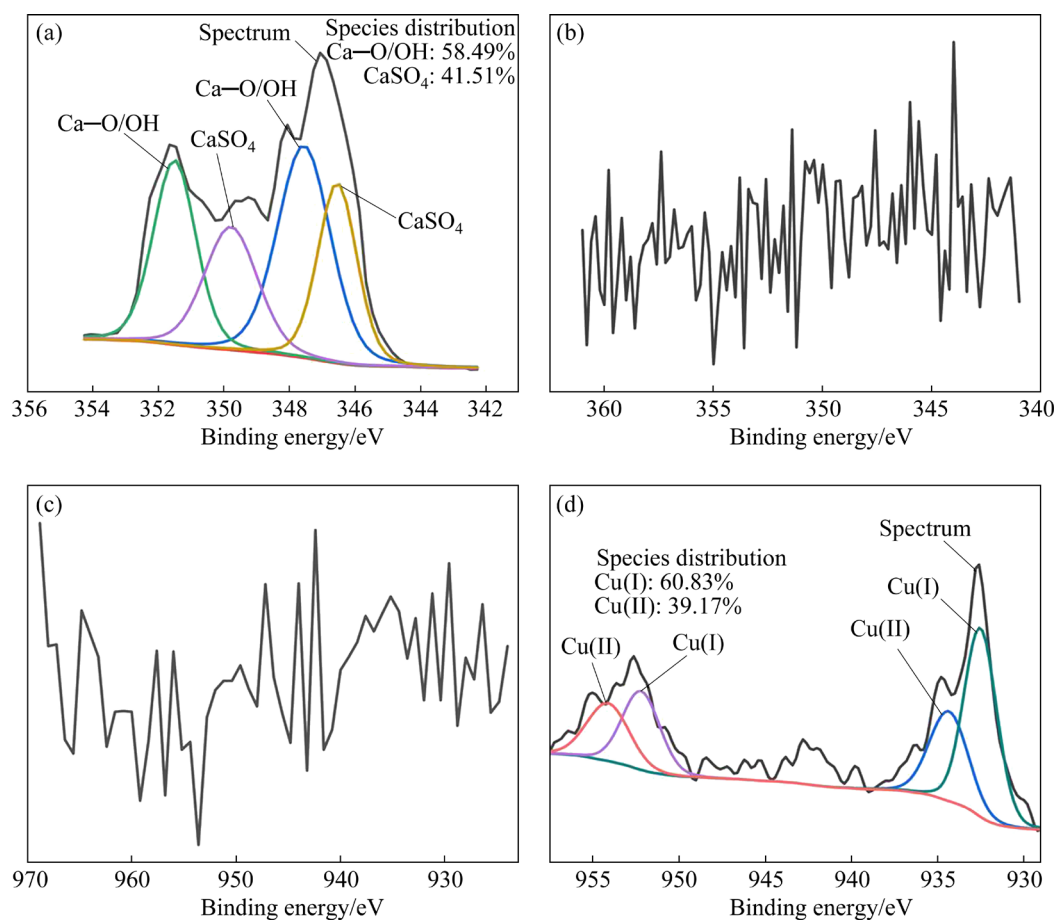 (a)
Spectrum
Species distribution
Ca—O/OH: 58.49%
CaSO₄: 41.51%
Ca—O/OH
Ca—O/OH
CaSO₄
CaSO₄
356 354 352 350 348 346 344 342
Binding energy/eV
(b)
360 355 350 345 340
Binding energy/eV
(c)
970 960 950 940 930
Binding energy/eV
(d)
Spectrum
Species distribution
Cu(I): 60.83%
Cu(II): 39.17%
Cu(I)
Cu(II)
Cu(II)
Cu(I)
955 950 945 940 935 930
Binding energy/eV